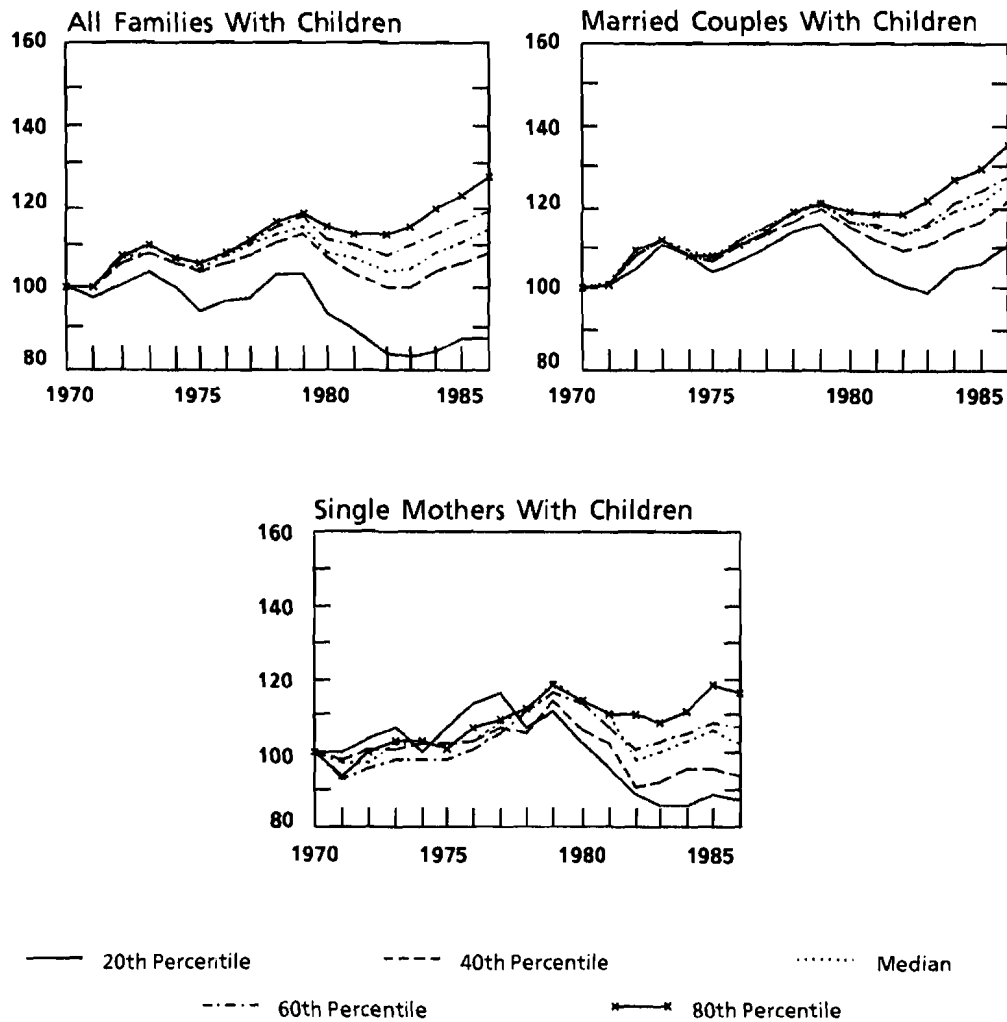 All Families With Children
160
140
120
100
80
1970 1975 1980 1985
Married Couples With Children
160
140
120
100
80
1970 1975 1980 1985
Single Mothers With Children
160
140
120
100
80
1970 1975 1980 1985
20th Percentile 40th Percentile Median
60th Percentile 80th Percentile